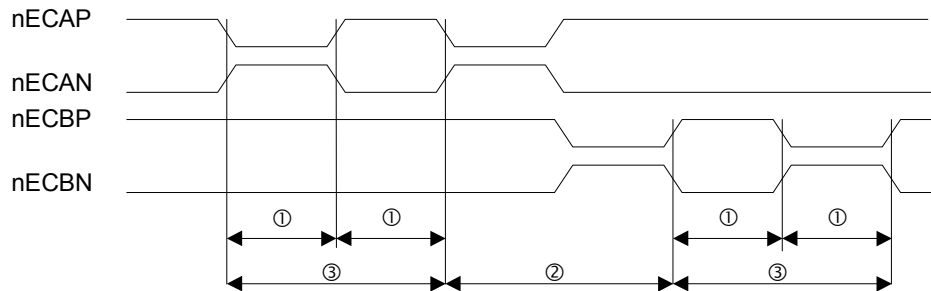 nECAP
nECAN
nECBP
nECBN
① ① ① ①
③ ② ③